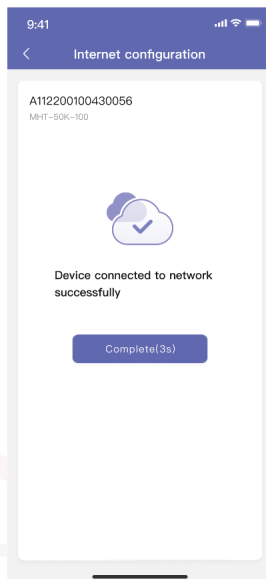 9:41
Internet configuration
A112200100430056
MHT-50K-100
Device connected to network
successfully
Complete(3s)